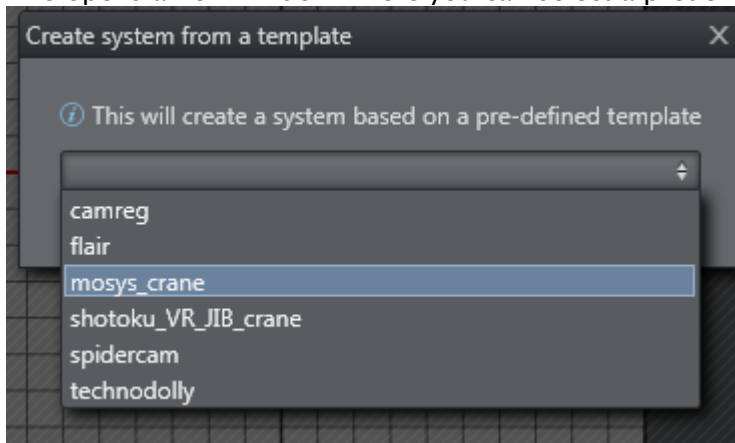 Create system from a template
This will create a system based on a pre-defined template
camreg
flair
mosys_crane
shotoku_VR_JIB_crane
spidercam
technodolly